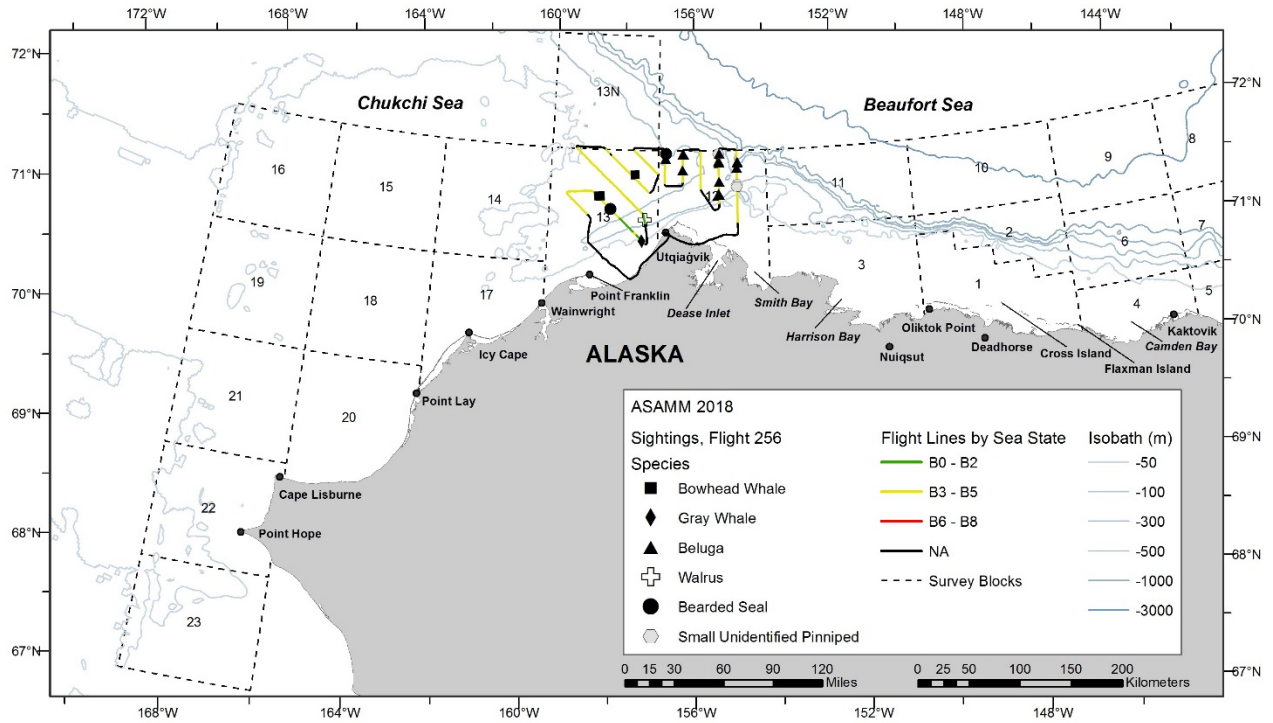 172°W 168°W 164°W 160°W 156°W 152°W 148°W 144°W
72°N
72°N
Chukchi Sea
Beaufort Sea
13N
8
9
10
16
15
11
71°N
71°N
14
12
7
2
6
13
Utqiaġvik
3
19
18
17
1
5
4
70°N
70°N
Point Franklin
Wainwright
Dease Inlet
Smith Bay
Harrison Bay
Oliktok Point
Kaktovik
Camden Bay
Nuiqsut
Deadhorse
Cross Island
Flaxman Island
Icy Cape
ALASKA
21
20
Point Lay
69°N
69°N
Cape Lisburne
22
Point Hope
68°N
68°N
23
67°N
67°N
ASAMM 2018
Sightings, Flight 256
Species
Bowhead Whale
Gray Whale
Beluga
Walrus
Bearded Seal
Small Unidentified Pinniped
Flight Lines by Sea State
B0 - B2
B3 - B5
B6 - B8
NA
Survey Blocks
Isobath (m)
-50
-100
-300
-500
-1000
-3000
0 15 30 60 90 120
Miles
0 25 50 100 150 200
Kilometers
168°W 164°W 160°W 156°W 152°W 148°W